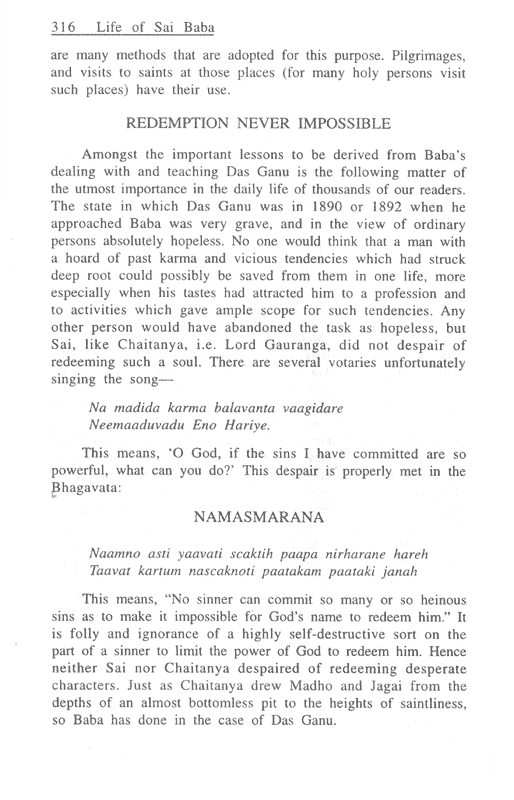 316 Life of Sai Baba
are many methods that are adopted for this purpose. Pilgrimages,
and visits to saints at those places (for many holy persons visit
such places) have their use.
REDEMPTION NEVER IMPOSSIBLE
Amongst the important lessons to be derived from Baba's
dealing with and teaching Das Ganu is the following matter of
the utmost importance in the daily life of thousands of our readers.
The state in which Das Ganu was in 1890 or 1892 when he
approached Baba was very grave, and in the view of ordinary
persons absolutely hopeless. No one would think that a man with
a hoard of past karma and vicious tendencies which had struck
deep root could possibly be saved from them in one life, more
especially when his tastes had attracted him to a profession and
to activities which gave ample scope for such tendencies. Any
other person would have abandoned the task as hopeless, but
Sai, like Chaitanya, i.e. Lord Gauranga, did not despair of
redeeming such a soul. There are several votaries unfortunately
singing the song—
Na madida karma balavanta vaagidare
Neemaaduvadu Eno Hariye.
This means, 'O God, if the sins I have committed are so
powerful, what can you do?' This despair is properly met in the
Bhagavata:
NAMASMARANA
Naamno asti yaavati scaktih paapa nirharane hareh
Taavat kartum nascaknoti paatakam paataki janah
This means, "No sinner can commit so many or so heinous
sins as to make it impossible for God's name to redeem him." It
is folly and ignorance of a highly self-destructive sort on the
part of a sinner to limit the power of God to redeem him. Hence
neither Sai nor Chaitanya despaired of redeeming desperate
characters. Just as Chaitanya drew Madho and Jagai from the
depths of an almost bottomless pit to the heights of saintliness,
so Baba has done in the case of Das Ganu.